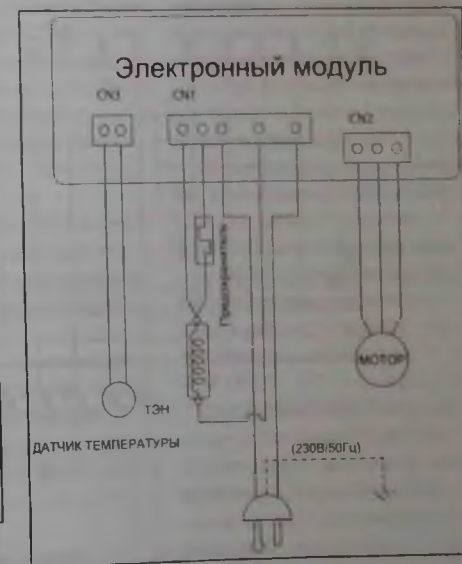 Электронный модуль
CN3
CN1
CN2
Предохранитель
МОТОР
ТЭН
ДАТЧИК ТЕМПЕРАТУРЫ
(230В/50Гц)